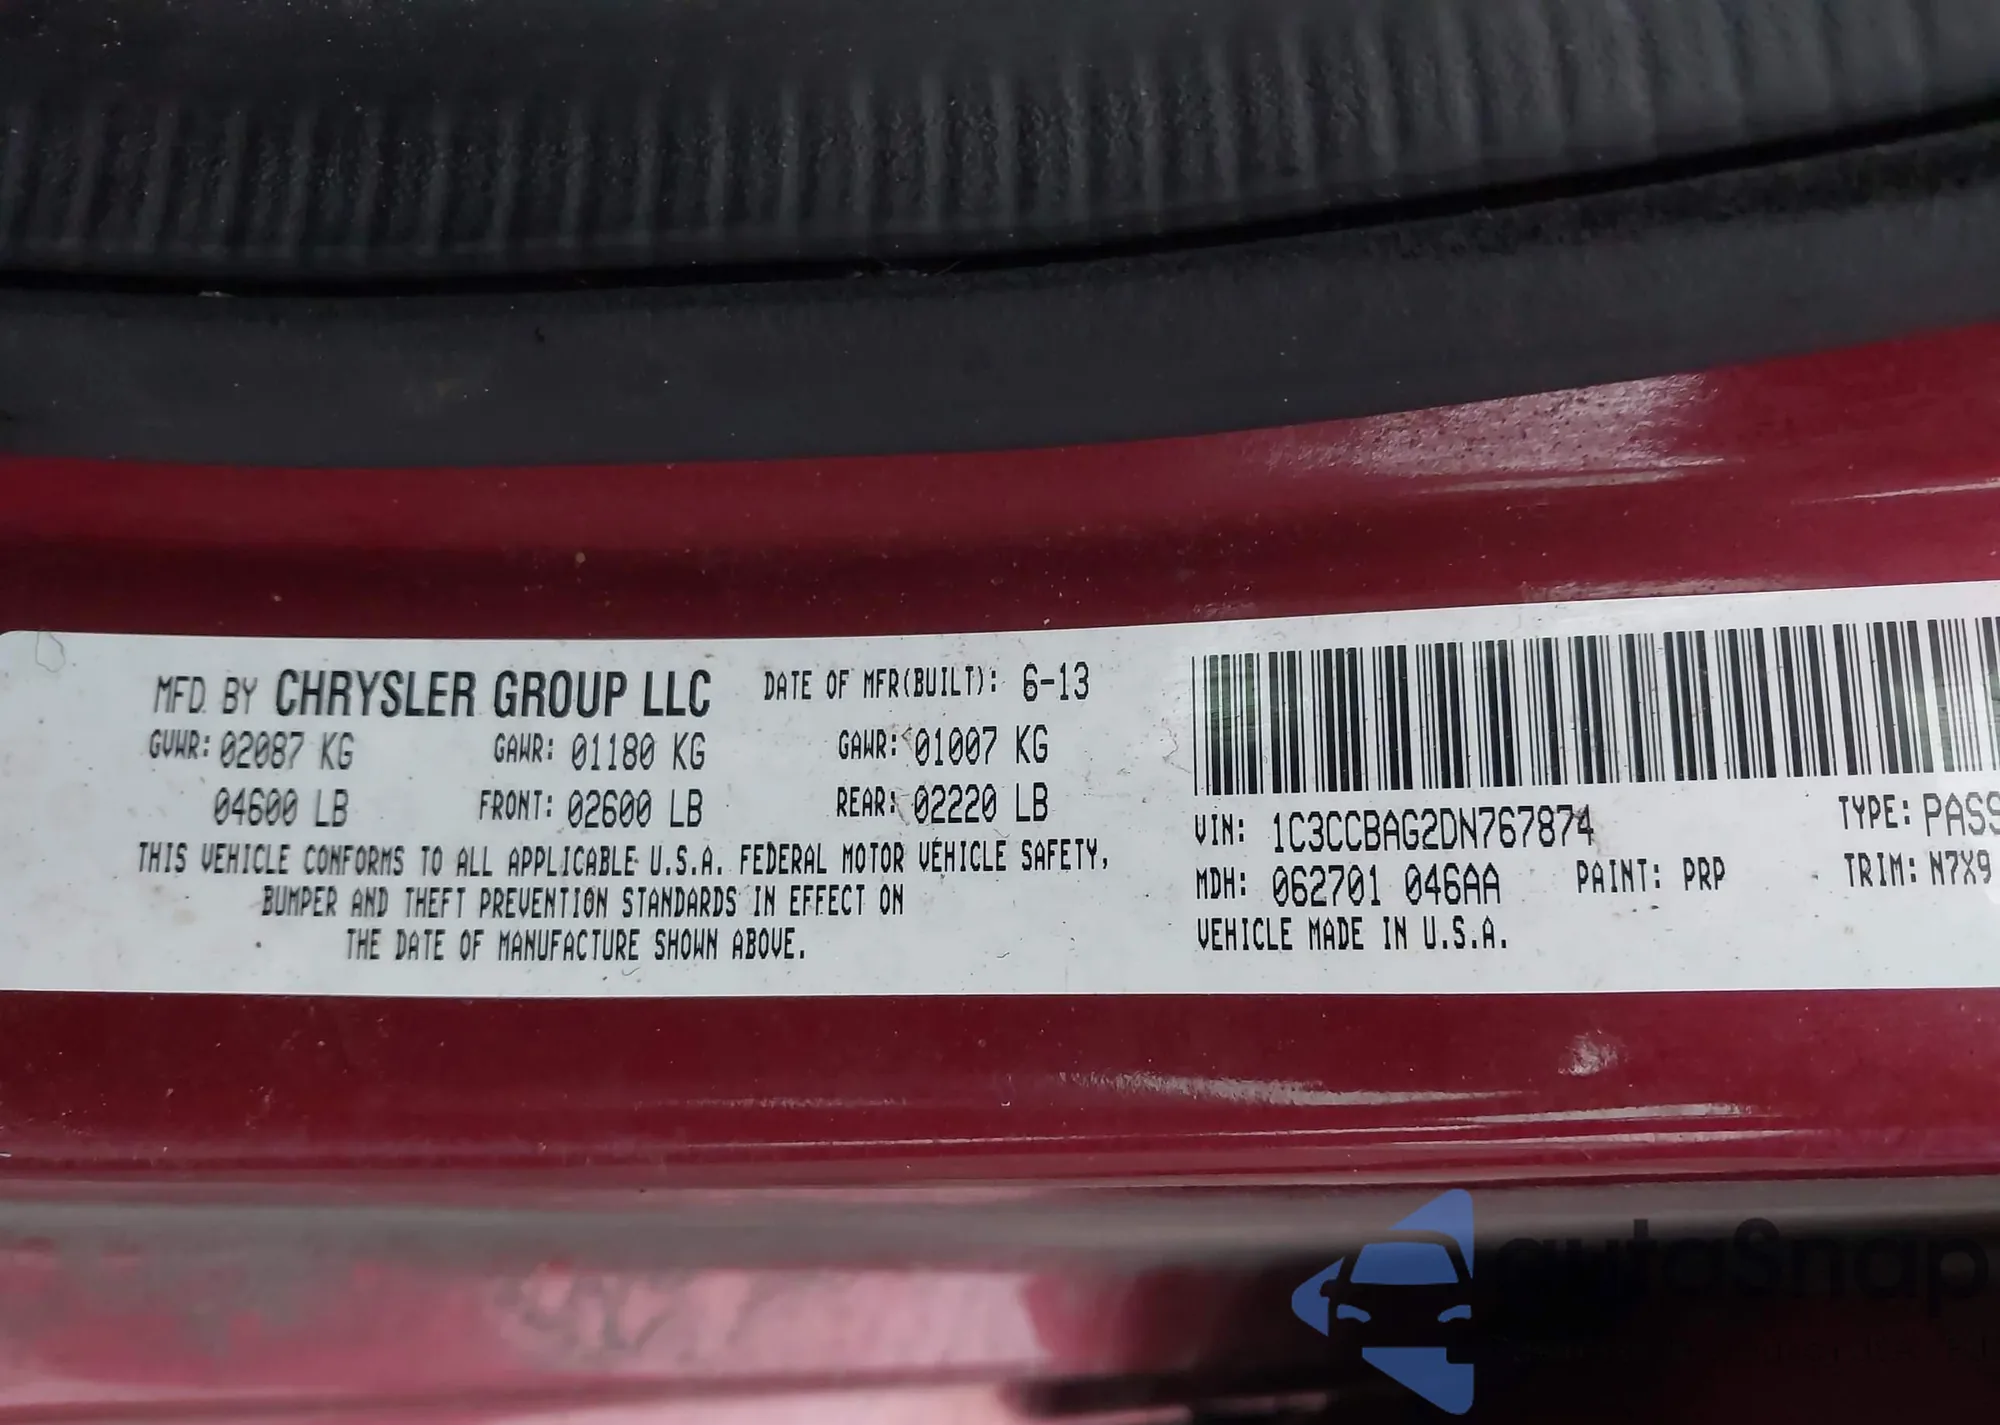 MFD BY CHRYSLER GROUP LLC DATE OF MFR(BUILT): 6-13
GVWR: 02087 KG GAWR: 01180 KG GAWR: 01007 KG
04600 LB FRONT: 02600 LB REAR: 02220 LB
THIS VEHICLE CONFORMS TO ALL APPLICABLE U.S.A. FEDERAL MOTOR VEHICLE SAFETY,
BUMPER AND THEFT PREVENTION STANDARDS IN EFFECT ON
THE DATE OF MANUFACTURE SHOWN ABOVE.
VIN: 1C3CCBAG2DN767874 TYPE: PASS
MDH: 062701 046AA PAINT: PRP TRIM: N7X9
VEHICLE MADE IN U.S.A.
autaSnap